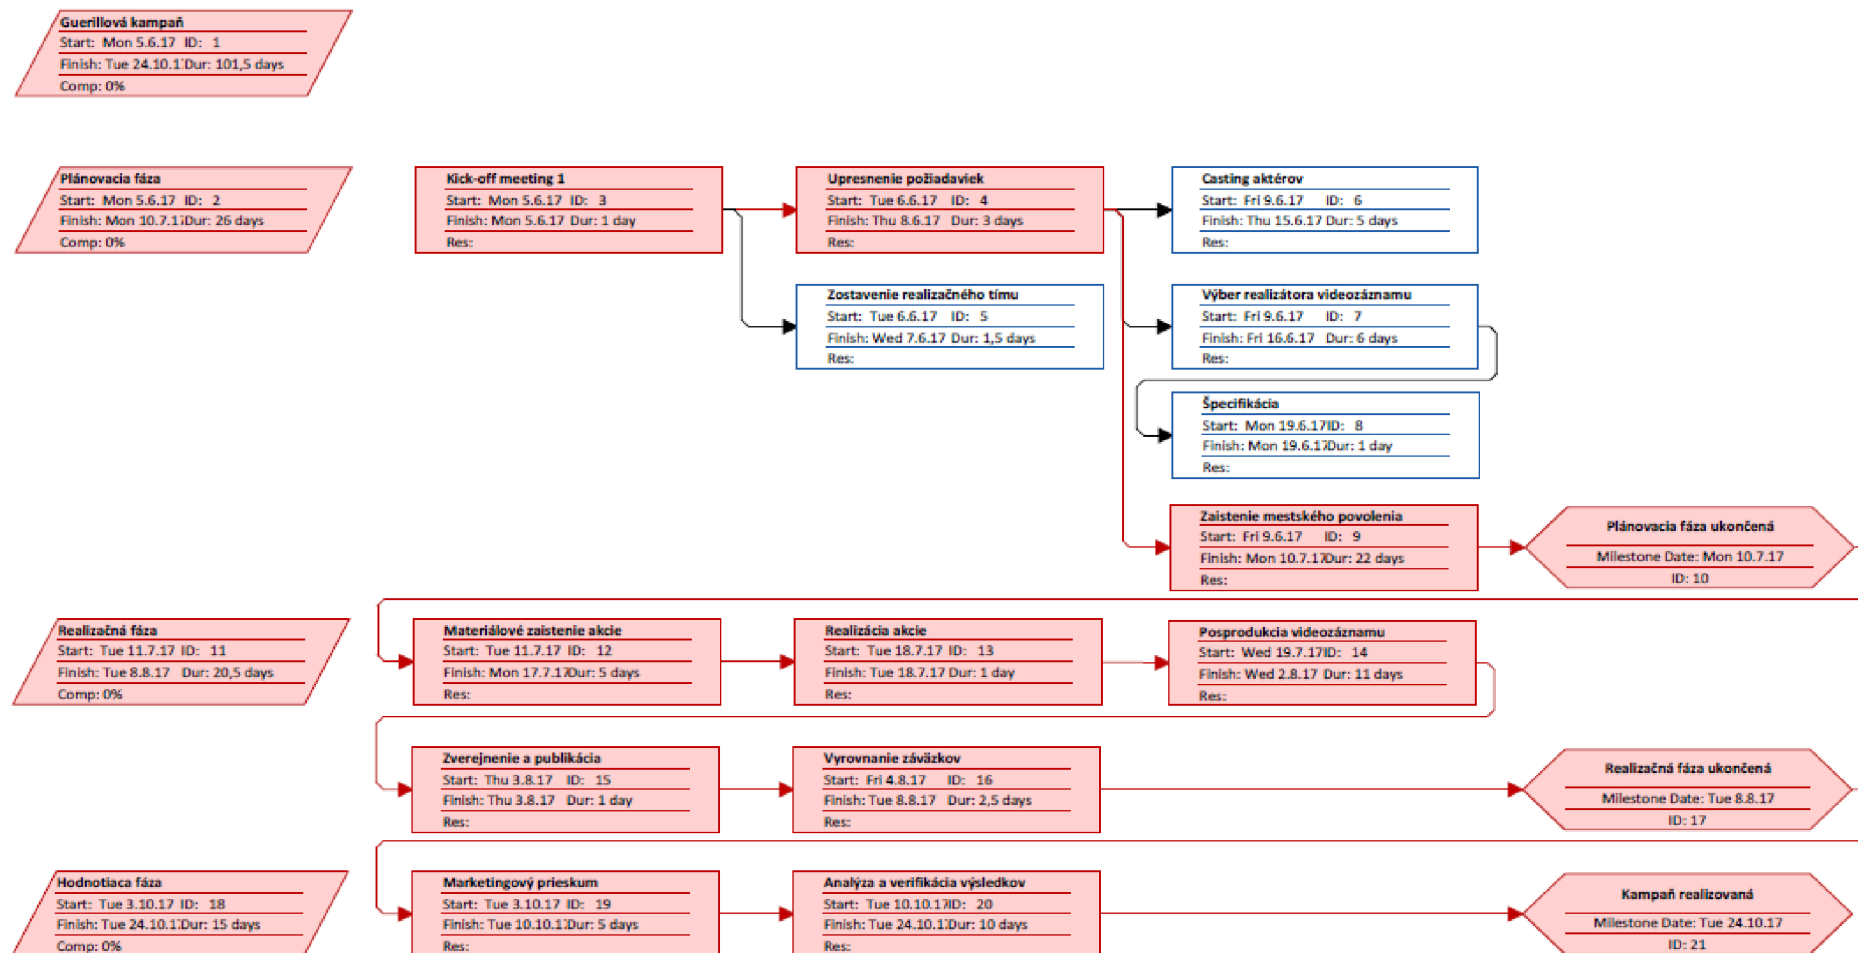 Guerillová kampaň
Start: Mon 5.6.17 ID: 1
Finish: Tue 24.10.1 Dur: 101,5 days
Comp: 0%
Plánovacia fáza
Start: Mon 5.6.17 ID: 2
Finish: Mon 10.7.17 Dur: 26 days
Comp: 0%
Kick-off meeting 1
Start: Mon 5.6.17 ID: 3
Finish: Mon 5.6.17 Dur: 1 day
Res:
Upresnenie požiadaviek
Start: Tue 6.6.17 ID: 4
Finish: Thu 8.6.17 Dur: 3 days
Res:
Casting aktérov
Start: Fri 9.6.17 ID: 6
Finish: Thu 15.6.17 Dur: 5 days
Res:
Zostavenie realizačného tímu
Start: Tue 6.6.17 ID: 5
Finish: Wed 7.6.17 Dur: 1,5 days
Res:
Výber realizátora videozáznamu
Start: Fri 9.6.17 ID: 7
Finish: Fri 16.6.17 Dur: 6 days
Res:
Špecifikácia
Start: Mon 19.6.17 ID: 8
Finish: Mon 19.6.17 Dur: 1 day
Res:
Zaistenie mestského povolenia
Start: Fri 9.6.17 ID: 9
Finish: Mon 10.7.17 Dur: 22 days
Res:
Plánovacia fáza ukončená
Milestone Date: Mon 10.7.17
ID: 10
Realizačná fáza
Start: Tue 11.7.17 ID: 11
Finish: Tue 8.8.17 Dur: 20,5 days
Comp: 0%
Materiálové zaistenie akcie
Start: Tue 11.7.17 ID: 12
Finish: Mon 17.7.17 Dur: 5 days
Res:
Realizácia akcie
Start: Tue 18.7.17 ID: 13
Finish: Tue 18.7.17 Dur: 1 day
Res:
Posprodukcia videozáznamu
Start: Wed 19.7.17 ID: 14
Finish: Wed 2.8.17 Dur: 11 days
Res:
Zverejnenie a publikácia
Start: Thu 3.8.17 ID: 15
Finish: Thu 3.8.17 Dur: 1 day
Res:
Vyrovnanie záväzkov
Start: Fri 4.8.17 ID: 16
Finish: Tue 8.8.17 Dur: 2,5 days
Res:
Realizačná fáza ukončená
Milestone Date: Tue 8.8.17
ID: 17
Hodnotiaca fáza
Start: Tue 3.10.17 ID: 18
Finish: Tue 24.10.1 Dur: 15 days
Comp: 0%
Marketingový prieskum
Start: Tue 3.10.17 ID: 19
Finish: Tue 10.10.1 Dur: 5 days
Res:
Analýza a verifikácia výsledkov
Start: Tue 10.10.17 ID: 20
Finish: Tue 24.10.1 Dur: 10 days
Res:
Kampaň realizovaná
Milestone Date: Tue 24.10.17
ID: 21